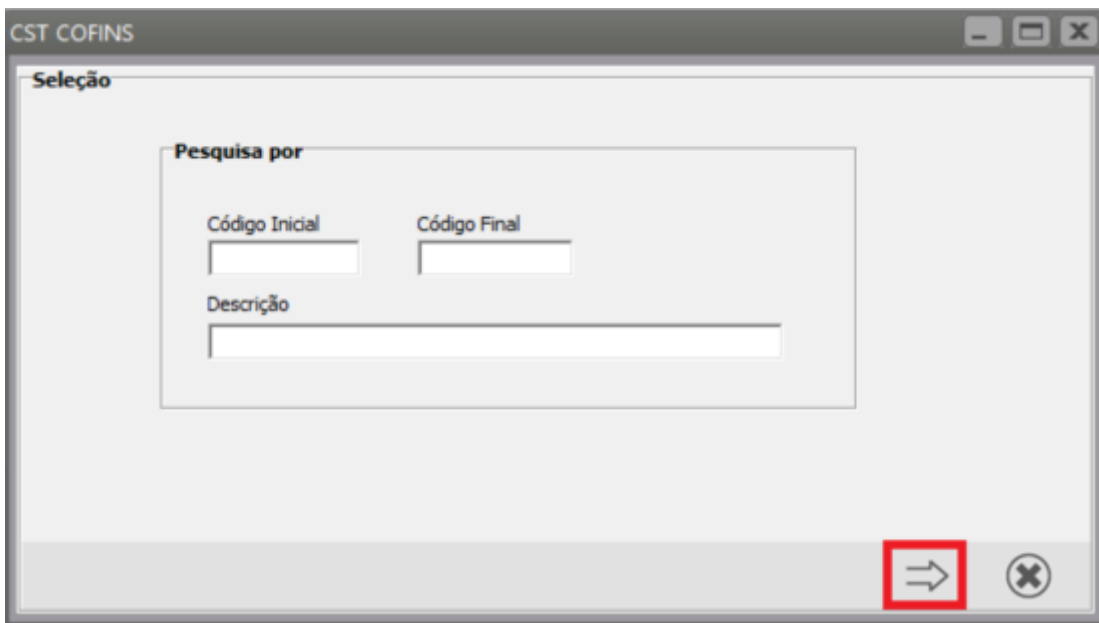 CST COFINS
Seleção
Pesquisa por
Código Inicial Código Final
Descrição